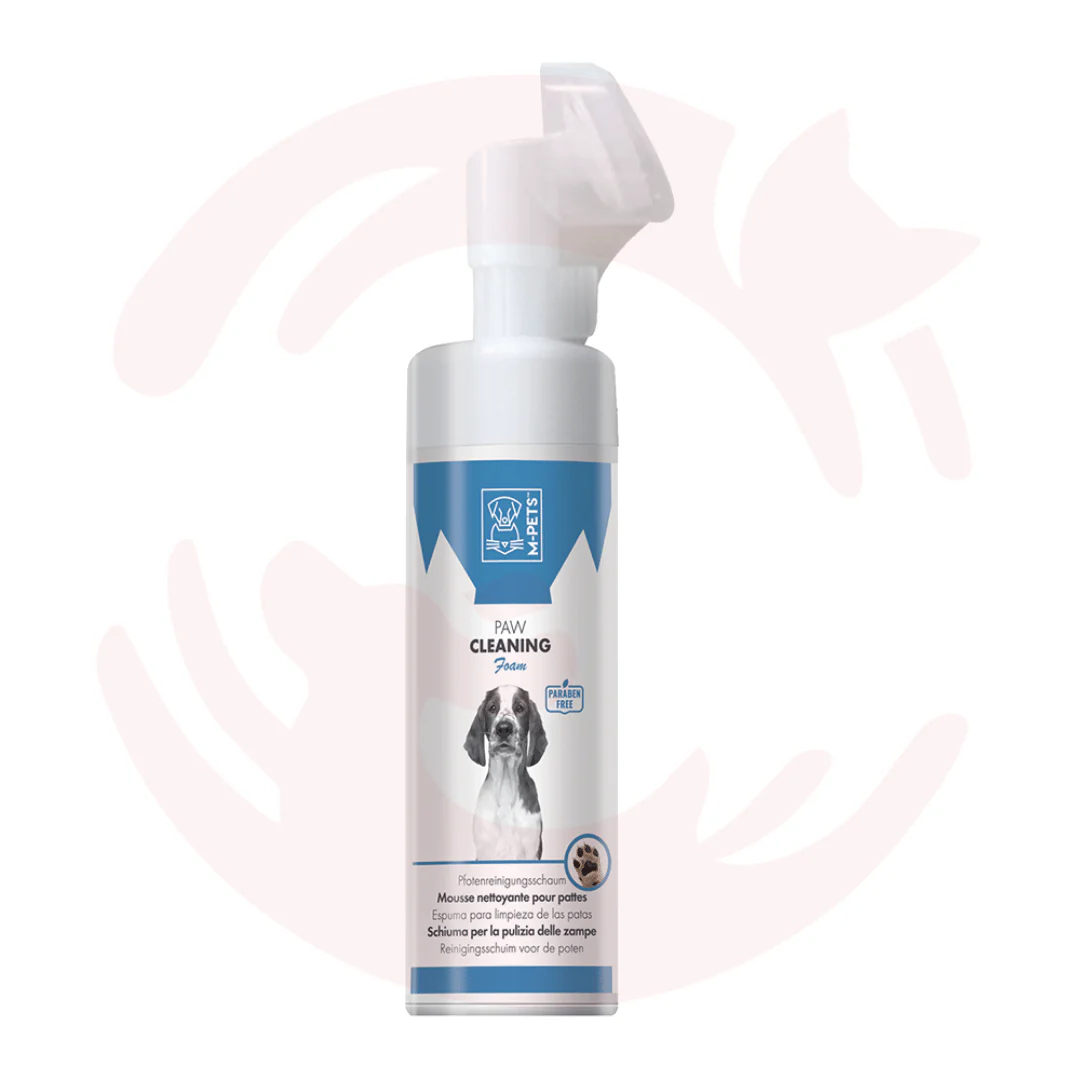 M-PETS™
PAW
CLEANING
Foam
PARABEN
FREE
Pfotenreinigungsschaum
Mousse nettoyante pour pattes
Espuma para limpieza de las patas
Schiuma per la pulizia delle zampe
Reinigingsschuim voor de poten